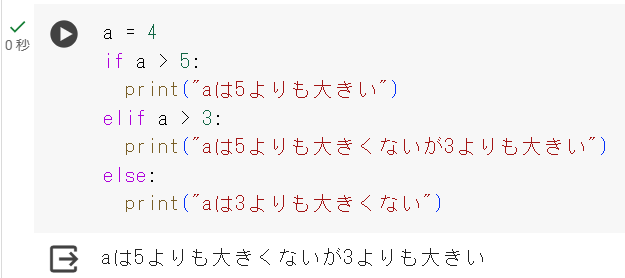 0 秒
a = 4
if a > 5:
  print("aは5よりも大きい")
elif a > 3:
  print("aは5よりも大きくないが3よりも大きい")
else:
  print("aは3よりも大きくない")
aは5よりも大きくないが3よりも大きい